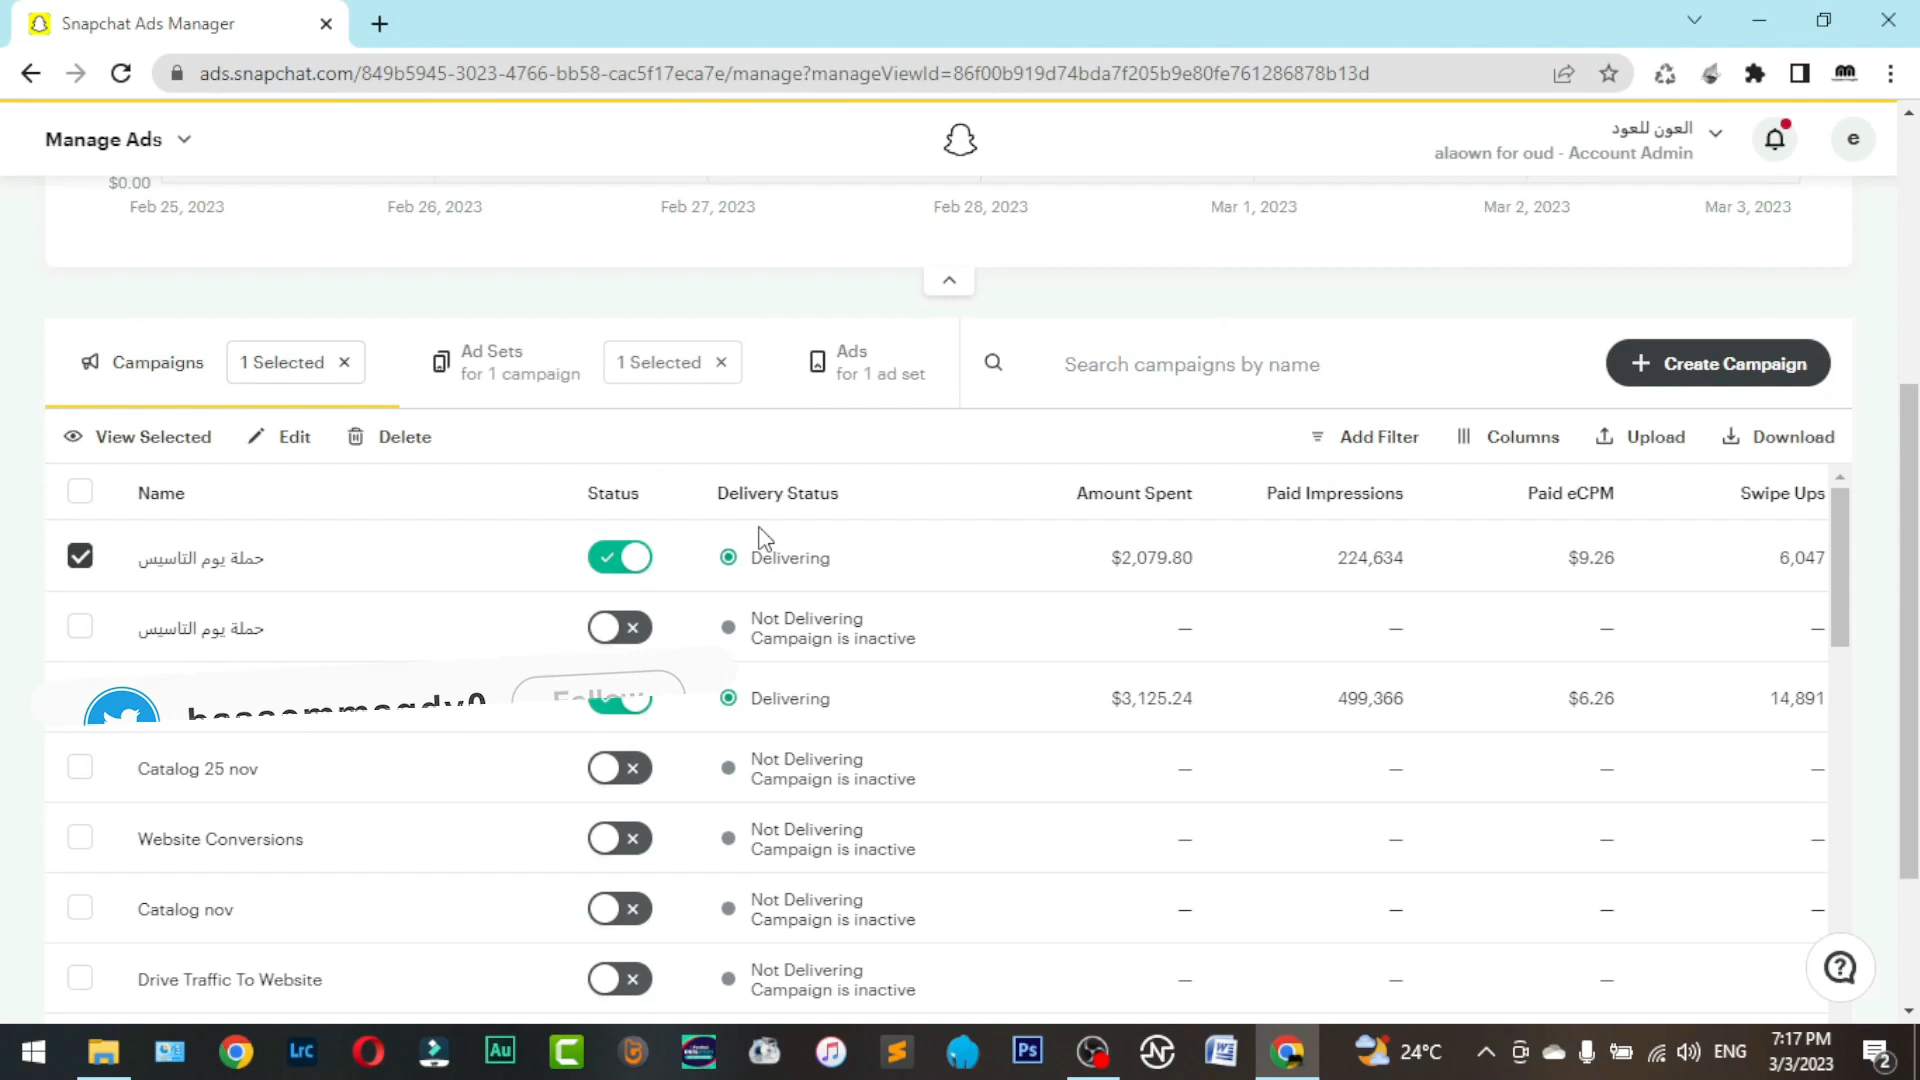 Snapchat Ads Manager
ads.snapchat.com/849b5945-3023-4766-bb58-cac5f17eca7e/manage?manageViewId=86f00b919d74bda7f205b9e80fe761286878b13d
Manage Ads
العون للعود
alaown for oud - Account Admin
e
$0.00
Feb 25, 2023 Feb 26, 2023 Feb 27, 2023 Feb 28, 2023 Mar 1, 2023 Mar 2, 2023 Mar 3, 2023
Campaigns 1 Selected
Ad Sets
for 1 campaign
1 Selected
Ads
for 1 ad set
Search campaigns by name
Create Campaign
View Selected Edit Delete Add Filter Columns Upload Download
Name Status Delivery Status Amount Spent Paid Impressions Paid eCPM Swipe Ups
حملة يوم التاسيس Delivering $2,079.80 224,634 $9.26 6,047
حملة يوم التاسيس Not Delivering
Campaign is inactive
— — — —
Delivering $3,125.24 499,366 $6.26 14,891
Catalog 25 nov Not Delivering
Campaign is inactive
— — — —
Website Conversions Not Delivering
Campaign is inactive
— — — —
Catalog nov Not Delivering
Campaign is inactive
— — — —
Drive Traffic To Website Not Delivering
Campaign is inactive
— — — —
Lrc Au Ps
24°C ENG
7:17 PM
3/3/2023
2